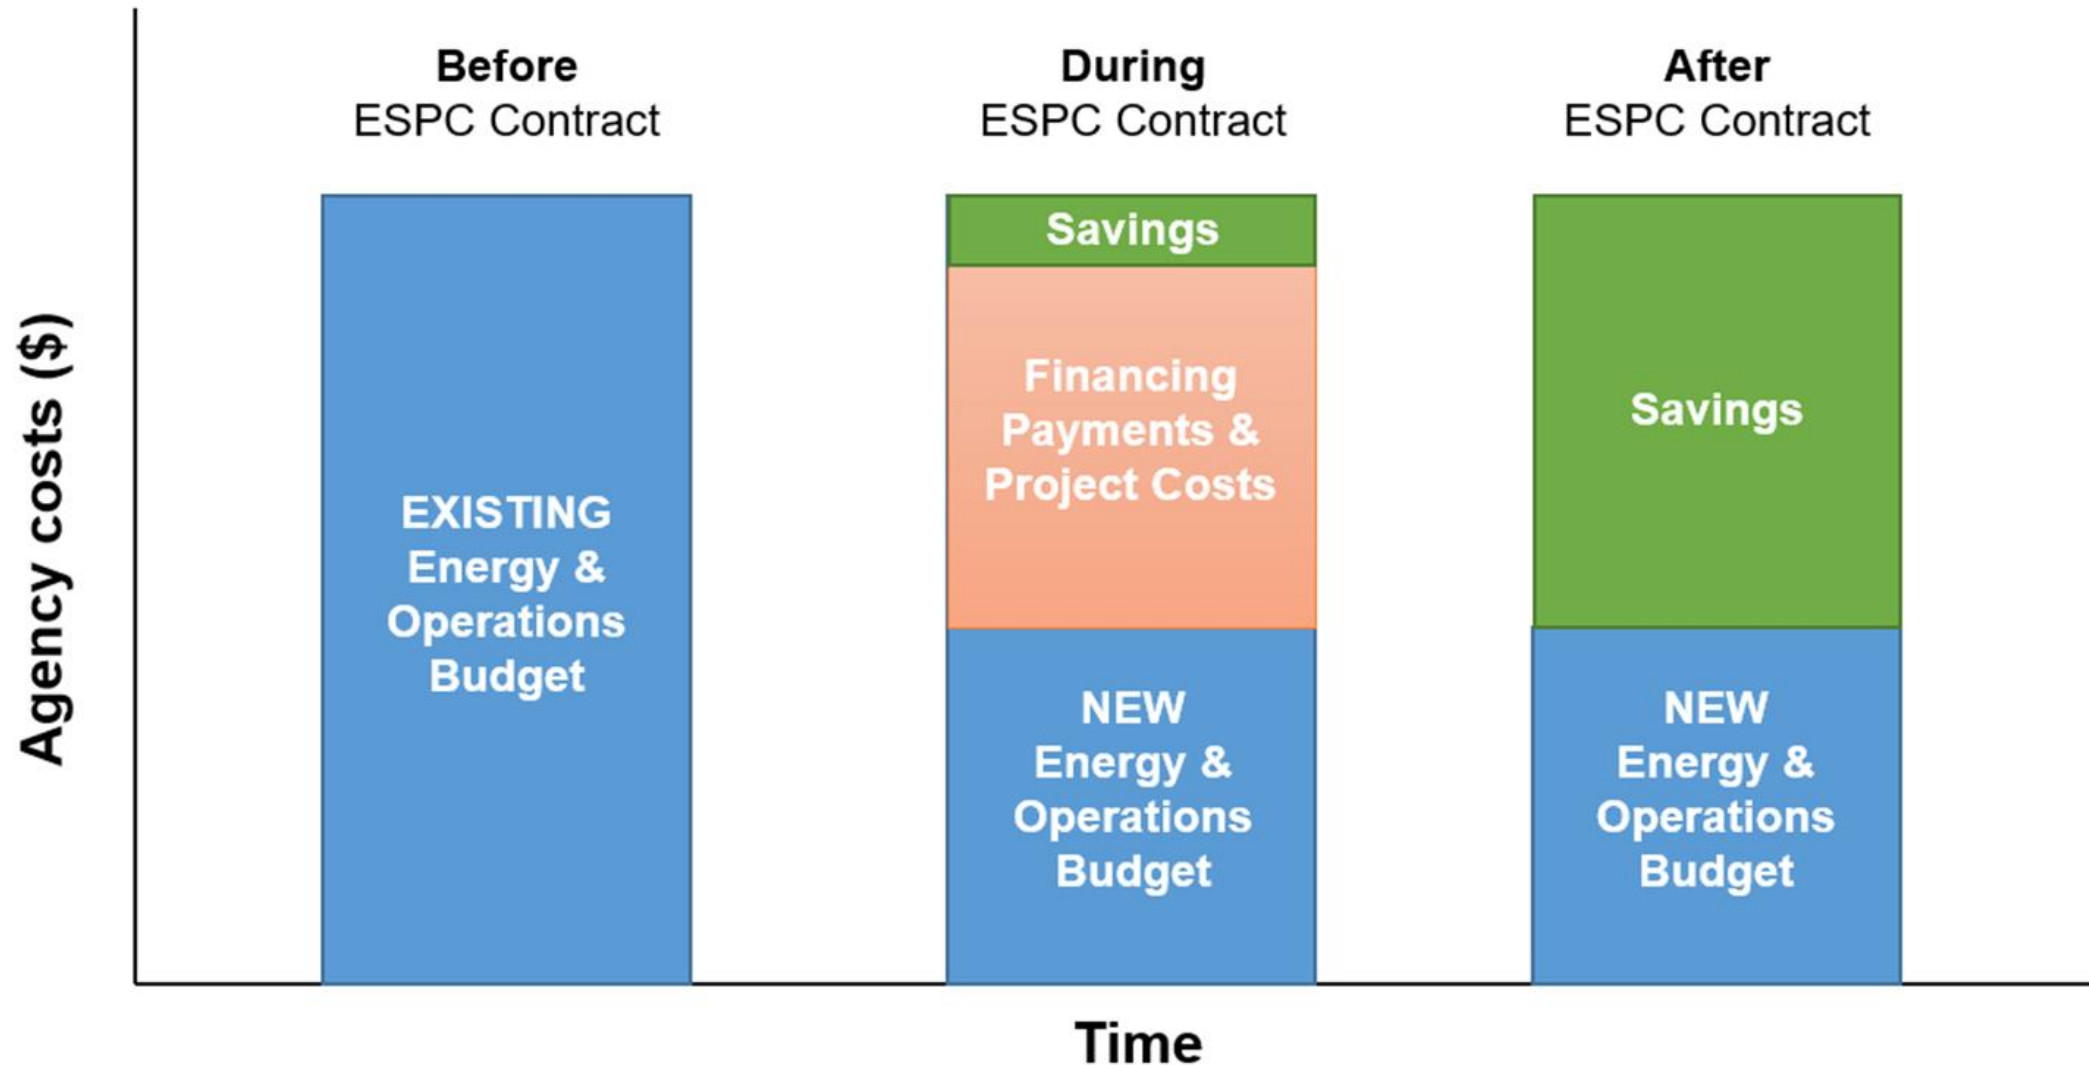 Before
ESPC Contract
During
ESPC Contract
After
ESPC Contract
Agency costs ($)
EXISTING
Energy &
Operations
Budget
Savings
Financing
Payments &
Project Costs
NEW
Energy &
Operations
Budget
Savings
NEW
Energy &
Operations
Budget
Time